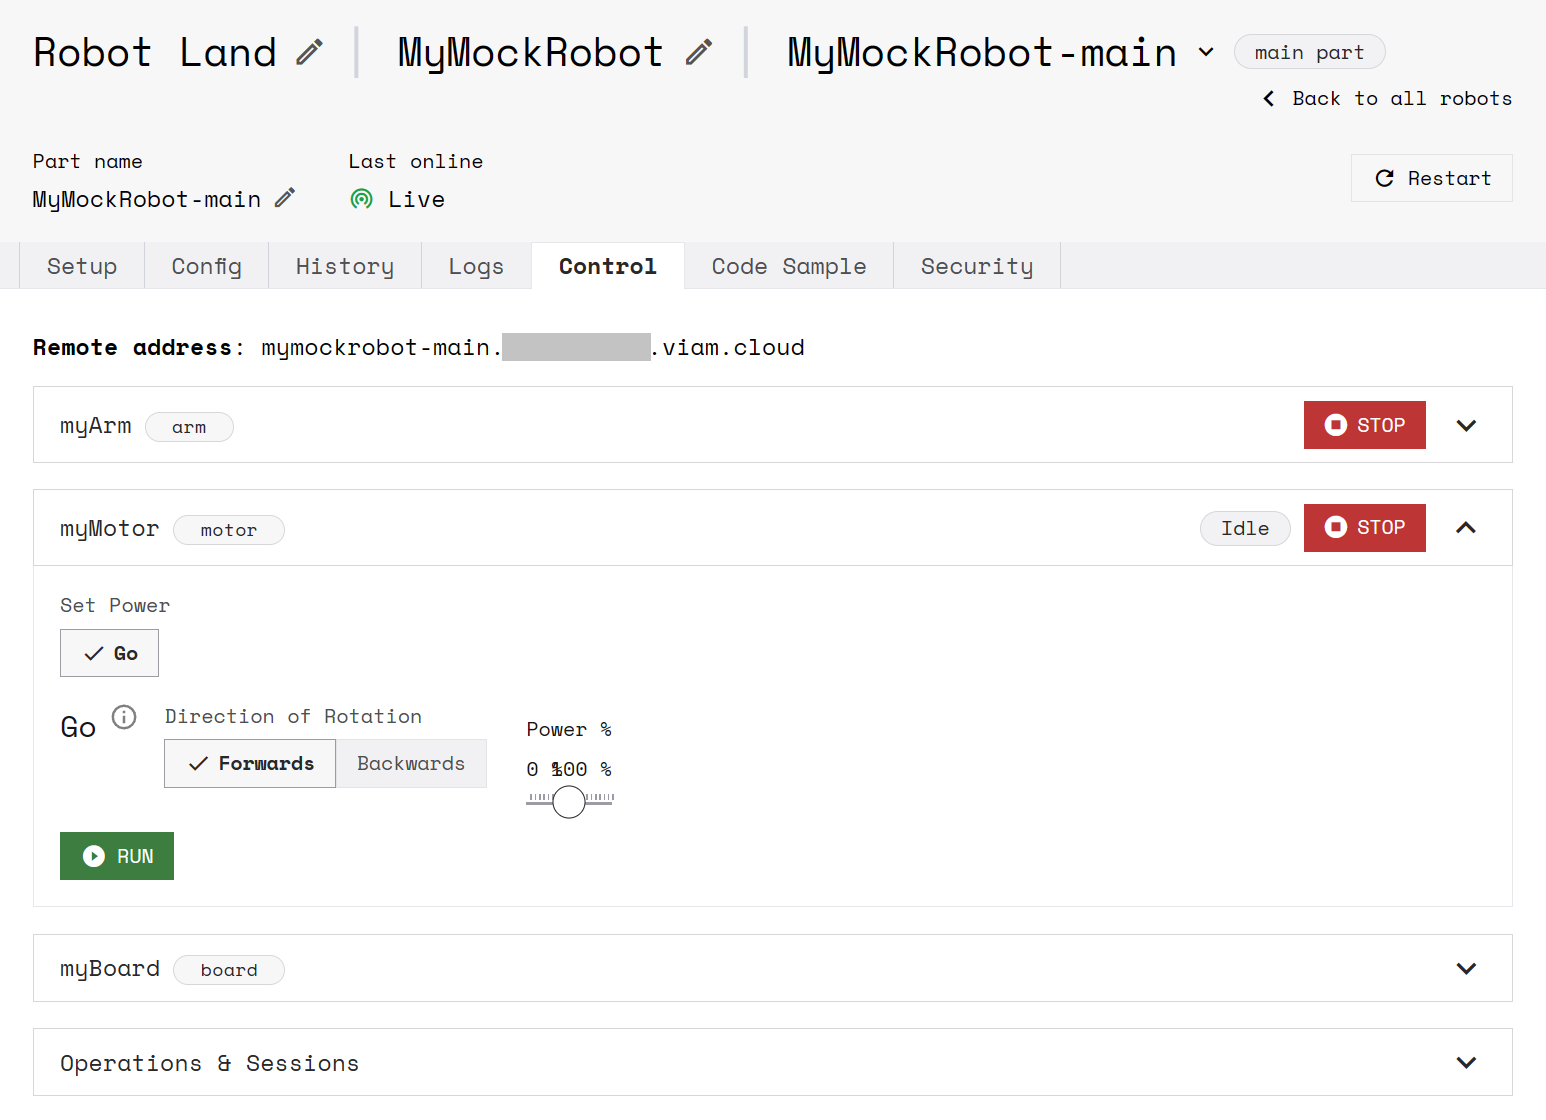 Robot Land MyMockRobot MyMockRobot-main main part
Back to all robots
Part name Last online
MyMockRobot-main Live Restart
Setup Config History Logs Control Code Sample Security
Remote address: mymockrobot-main. .viam.cloud
myArm arm STOP
myMotor motor Idle STOP
Set Power
Go
Go Direction of Rotation Power %
Forwards Backwards 0 % 100 %
RUN
myBoard board
Operations & Sessions